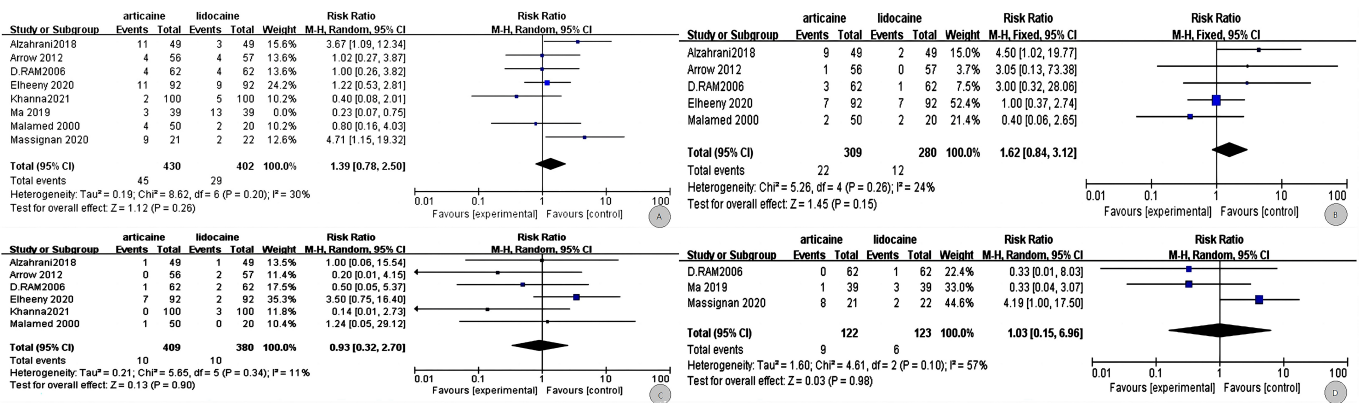 articaine lidocaine Risk Ratio Risk Ratio
Study or Subgroup Events Total Events Total Weight M-H, Random, 95% CI M-H, Random, 95% CI
Alzahrani2018 11 49 3 49 15.6% 3.67 [1.09, 12.34]
Arrow 2012 4 56 4 57 13.6% 1.02 [0.27, 3.87]
D.RAM2006 4 62 4 62 13.5% 1.00 [0.26, 3.82]
Elheeny 2020 11 92 9 92 24.2% 1.22 [0.53, 2.81]
Khanna2021 2 100 5 100 10.2% 0.40 [0.08, 2.01]
Ma 2019 3 39 13 39 0.0% 0.23 [0.07, 0.75]
Malamed 2000 4 50 2 20 10.2% 0.80 [0.16, 4.03]
Massignan 2020 9 21 2 22 12.6% 4.71 [1.15, 19.32]
Total (95% CI) 430 402 100.0% 1.39 [0.78, 2.50]
Total events 45 29
Heterogeneity: Tau² = 0.19; Chi² = 8.62, df = 6 (P = 0.20); I² = 30%
Test for overall effect: Z = 1.12 (P = 0.26)
0.01 0.1 1 10 100
Favours [experimental] Favours [control]
A
articaine lidocaine Risk Ratio Risk Ratio
Study or Subgroup Events Total Events Total Weight M-H, Fixed, 95% CI M-H, Fixed, 95% CI
Alzahrani2018 9 49 2 49 15.0% 4.50 [1.02, 19.77]
Arrow 2012 1 56 0 57 3.7% 3.05 [0.13, 73.38]
D.RAM2006 3 62 1 62 7.5% 3.00 [0.32, 28.06]
Elheeny 2020 7 92 7 92 52.4% 1.00 [0.37, 2.74]
Malamed 2000 2 50 2 20 21.4% 0.40 [0.06, 2.65]
Total (95% CI) 309 280 100.0% 1.62 [0.84, 3.12]
Total events 22 12
Heterogeneity: Chi² = 5.26, df = 4 (P = 0.26); I² = 24%
Test for overall effect: Z = 1.45 (P = 0.15)
0.01 0.1 1 10 100
Favours [experimental] Favours [control]
B
articaine lidocaine Risk Ratio Risk Ratio
Study or Subgroup Events Total Events Total Weight M-H, Random, 95% CI M-H, Random, 95% CI
Alzahrani2018 1 49 1 49 13.5% 1.00 [0.06, 15.54]
Arrow 2012 0 56 2 57 11.4% 0.20 [0.01, 4.15]
D.RAM2006 1 62 2 62 17.5% 0.50 [0.05, 5.37]
Elheeny 2020 7 92 2 92 35.3% 3.50 [0.75, 16.40]
Khanna2021 0 100 3 100 11.8% 0.14 [0.01, 2.73]
Malamed 2000 1 50 0 20 10.4% 1.24 [0.05, 29.12]
Total (95% CI) 409 380 100.0% 0.93 [0.32, 2.70]
Total events 10 10
Heterogeneity: Tau² = 0.21; Chi² = 5.65, df = 5 (P = 0.34); I² = 11%
Test for overall effect: Z = 0.13 (P = 0.90)
0.01 0.1 1 10 100
Favours [experimental] Favours [control]
C
articaine lidocaine Risk Ratio Risk Ratio
Study or Subgroup Events Total Events Total Weight M-H, Random, 95% CI M-H, Random, 95% CI
D.RAM2006 0 62 1 62 22.4% 0.33 [0.01, 8.03]
Ma 2019 1 39 3 39 33.0% 0.33 [0.04, 3.07]
Massignan 2020 8 21 2 22 44.6% 4.19 [1.00, 17.50]
Total (95% CI) 122 123 100.0% 1.03 [0.15, 6.96]
Total events 9 6
Heterogeneity: Tau² = 1.60; Chi² = 4.61, df = 2 (P = 0.10); I² = 57%
Test for overall effect: Z = 0.03 (P = 0.98)
0.01 0.1 1 10 100
Favours [experimental] Favours [control]
D